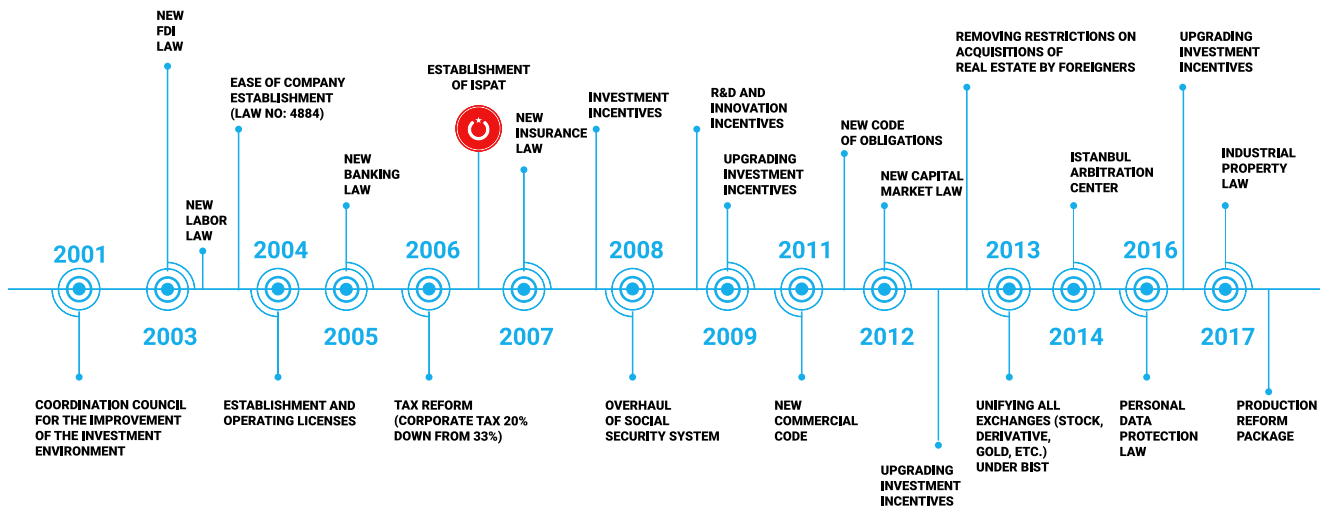 NEW
FDI
LAW
EASE OF COMPANY
ESTABLISHMENT
(LAW NO: 4884)
NEW
LABOR
LAW
NEW
BANKING
LAW
ESTABLISHMENT
OF ISPAT
NEW
INSURANCE
LAW
INVESTMENT
INCENTIVES
R&D AND
INNOVATION
INCENTIVES
UPGRADING
INVESTMENT
INCENTIVES
NEW CODE
OF OBLIGATIONS
NEW CAPITAL
MARKET LAW
REMOVING RESTRICTIONS ON
ACQUISITIONS OF
REAL ESTATE BY FOREIGNERS
ISTANBUL
ARBITRATION
CENTER
UPGRADING
INVESTMENT
INCENTIVES
INDUSTRIAL
PROPERTY
LAW
2001
2003
2004
2005
2006
2007
2008
2009
2011
2012
2013
2014
2016
2017
COORDINATION COUNCIL
FOR THE IMPROVEMENT
OF THE INVESTMENT
ENVIRONMENT
ESTABLISHMENT AND
OPERATING LICENSES
TAX REFORM
(CORPORATE TAX 20%
DOWN FROM 33%)
OVERHAUL
OF SOCIAL
SECURITY SYSTEM
NEW
COMMERCIAL
CODE
UPGRADING
INVESTMENT
INCENTIVES
UNIFYING ALL
EXCHANGES (STOCK,
DERIVATIVE,
GOLD, ETC.)
UNDER BIST
PERSONAL
DATA
PROTECTION
LAW
PRODUCTION
REFORM
PACKAGE